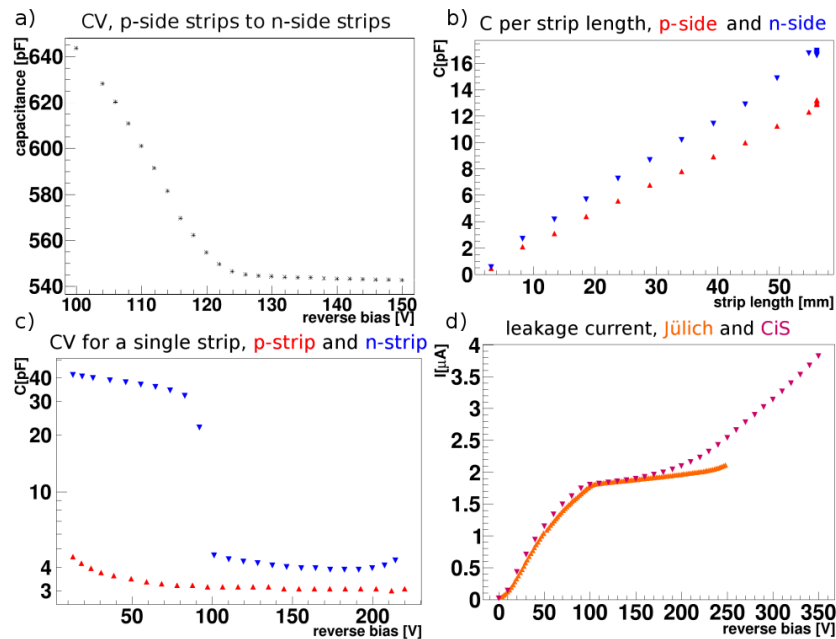 a)
CV, p-side strips to n-side strips
capacitance [pF]
640
620
600
580
560
540
100 110 120 130 140 150
reverse bias [V]
b)
C per strip length, p-side and n-side
C[pF]
16
14
12
10
8
6
4
2
0
10 20 30 40 50
strip length [mm]
c)
CV for a single strip, p-strip and n-strip
C[pF]
40
30
20
10
4
3
50 100 150 200
reverse bias [V]
d)
leakage current, Jülich and CiS
I[μA]
4
3.5
3
2.5
2
1.5
1
0.5
0
0 50 100 150 200 250 300 350
reverse bias [V]